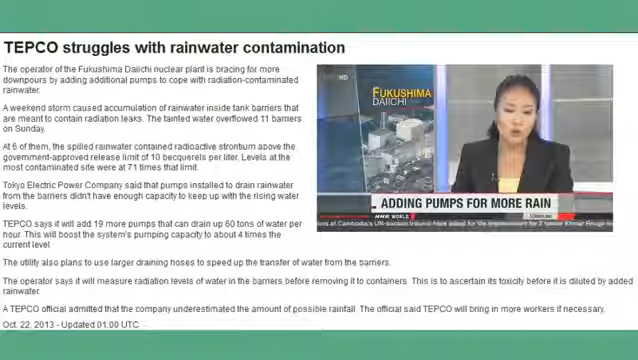 TEPCO struggles with rainwater contamination
The operator of the Fukushima Daiichi nuclear plant is bracing for more
downpours by adding additional pumps to cope with radiation-contaminated
rainwater.
A weekend storm caused accumulation of rainwater inside tank barriers that
are meant to contain radiation leaks. The tainted water overflowed 11 barriers
on Sunday.
At 6 of them, the spilled rainwater contained radioactive strontium above the
government-approved release limit of 10 becquerels per liter. Levels at the
most contaminated site were at 71 times that limit.
Tokyo Electric Power Company said that pumps installed to drain rainwater
from the barriers didn't have enough capacity to keep up with the rising water
levels.
TEPCO says it will add 19 more pumps that can drain up 60 tons of water per
hour. This will boost the system's pumping capacity to about 4 times the
current level.
The utility also plans to use larger draining hoses to speed up the transfer of water from the barriers.
The operator says it will measure radiations levels of water in the barriers before removing it to containers. This is to ascertain its toxicity before it is diluted by added
rainwater.
A TEPCO official admitted that the company underestimated the amount of possible rainfall. The official said TEPCO will bring in more workers if necessary.
Oct. 22, 2013 - Updated 01:00 UTC
HD
FUKUSHIMA
DAIICHI
ADDING PUMPS FOR MORE RAIN
NHK WORLD